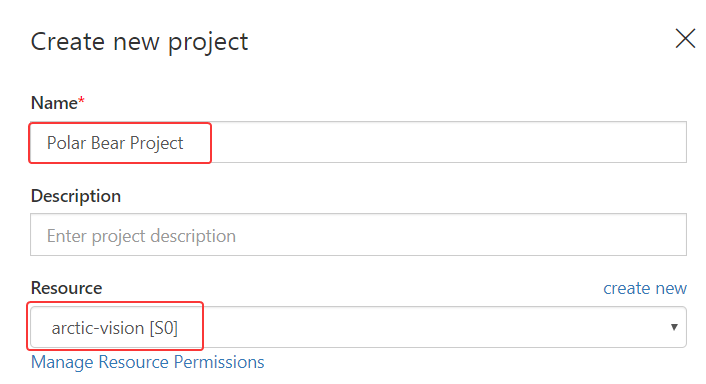 Create new project
Name*
Polar Bear Project
Description
Enter project description
Resource create new
arctic-vision [S0]
Manage Resource Permissions